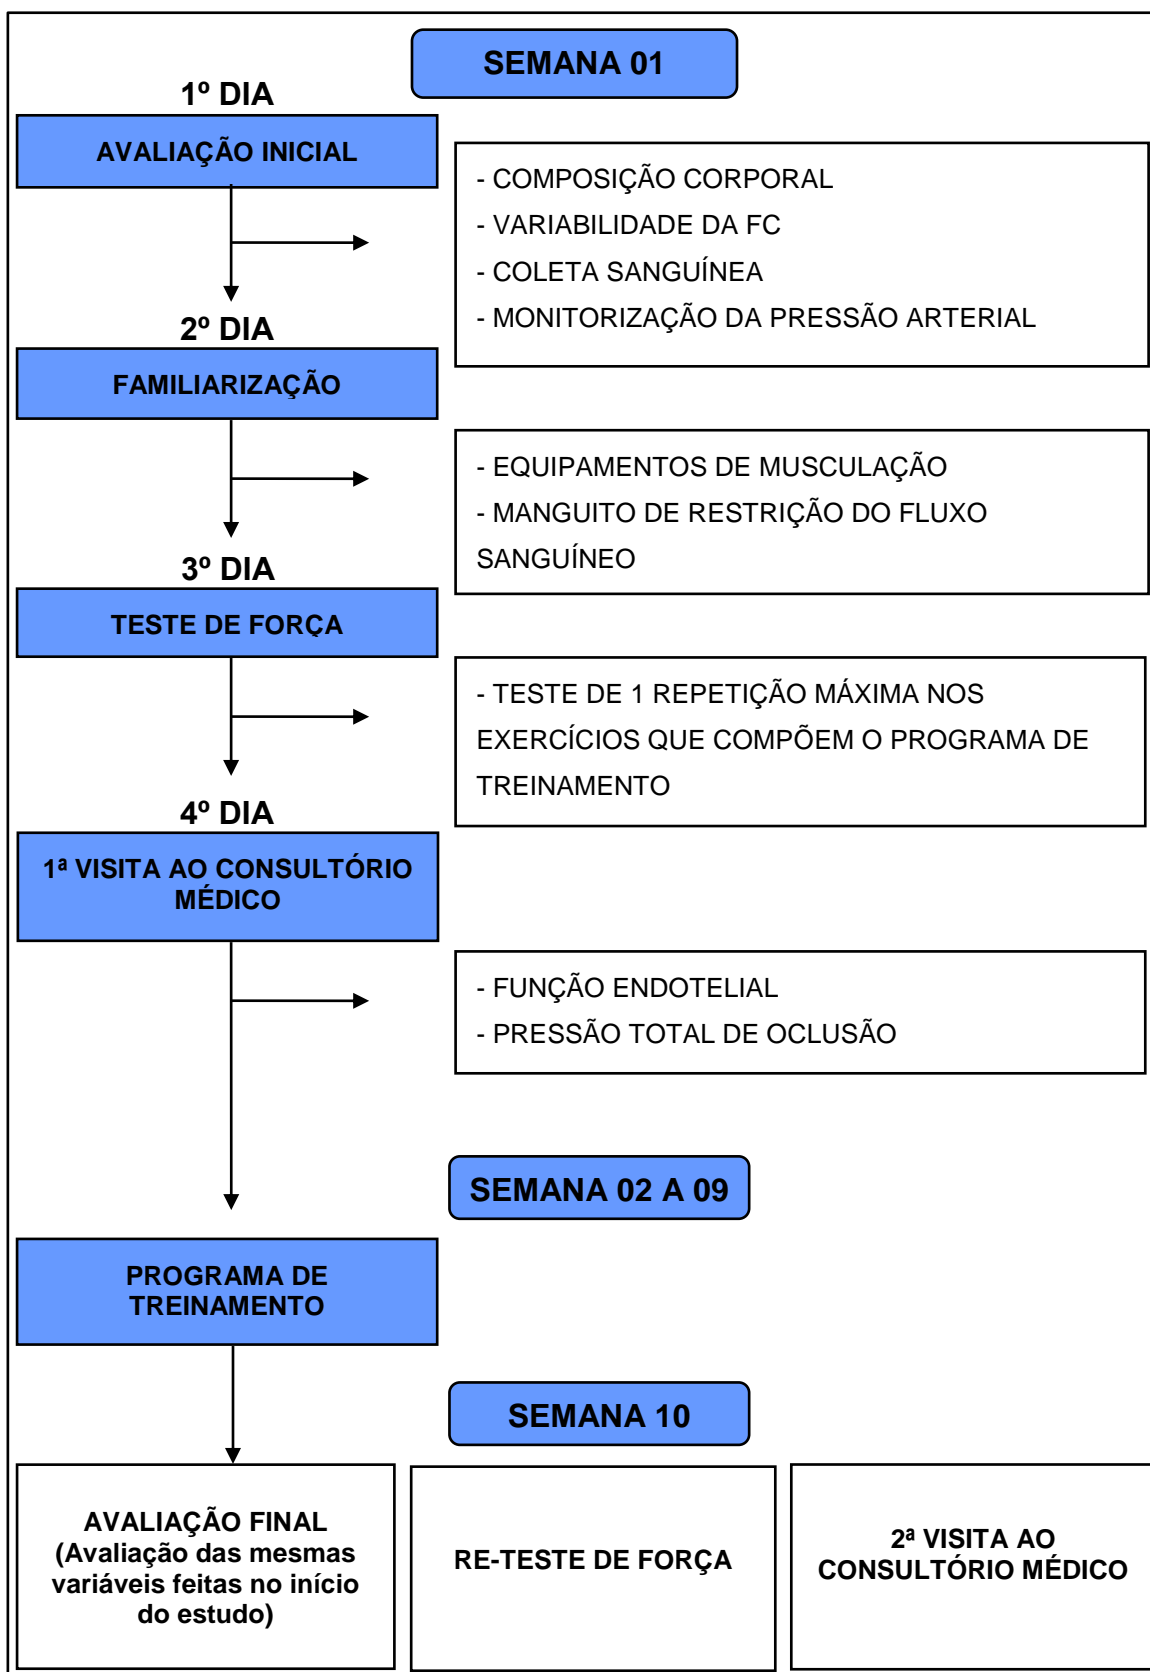 SEMANA 01
1º DIA
AVALIAÇÃO INICIAL
- COMPOSIÇÃO CORPORAL
- VARIABILIDADE DA FC
- COLETA SANGUÍNEA
- MONITORIZAÇÃO DA PRESSÃO ARTERIAL
2º DIA
FAMILIARIZAÇÃO
- EQUIPAMENTOS DE MUSCULAÇÃO
- MANGUITO DE RESTRIÇÃO DO FLUXO
SANGUÍNEO
3º DIA
TESTE DE FORÇA
- TESTE DE 1 REPETIÇÃO MÁXIMA NOS
EXERCÍCIOS QUE COMPÕEM O PROGRAMA DE
TREINAMENTO
4º DIA
1ª VISITA AO CONSULTÓRIO
MÉDICO
- FUNÇÃO ENDOTELIAL
- PRESSÃO TOTAL DE OCLUSÃO
SEMANA 02 A 09
PROGRAMA DE
TREINAMENTO
SEMANA 10
AVALIAÇÃO FINAL
(Avaliação das mesmas
variáveis feitas no início
do estudo)
RE-TESTE DE FORÇA
2ª VISITA AO
CONSULTÓRIO MÉDICO